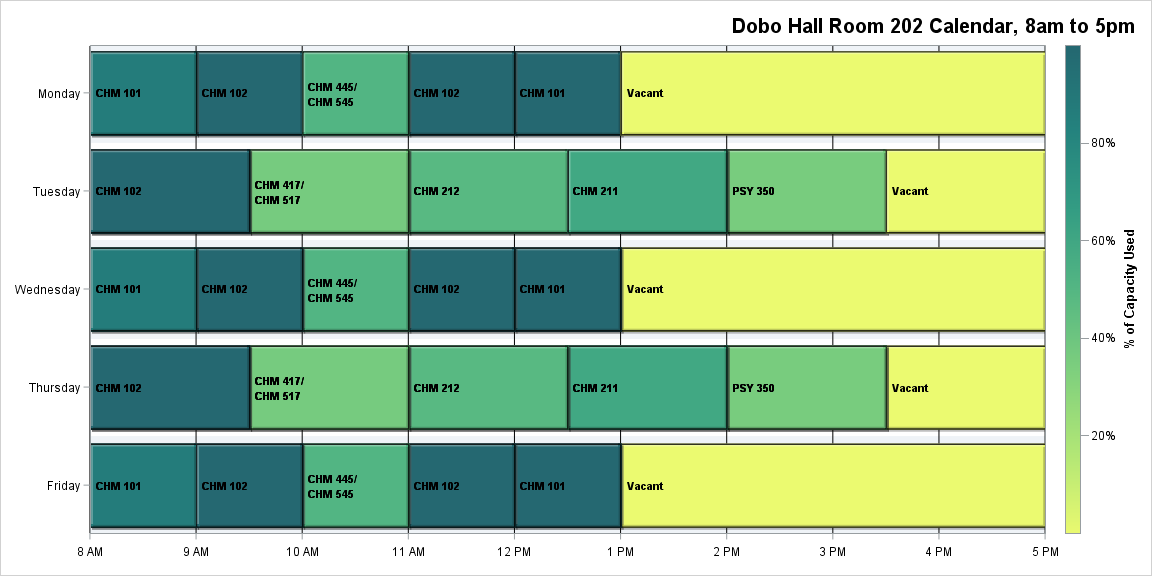 Dobo Hall Room 202 Calendar, 8am to 5pm
Monday
CHM 101
CHM 102
CHM 445/
CHM 545
CHM 102
CHM 101
Vacant
Tuesday
CHM 102
CHM 417/
CHM 517
CHM 212
CHM 211
PSY 350
Vacant
Wednesday
CHM 101
CHM 102
CHM 445/
CHM 545
CHM 102
CHM 101
Vacant
Thursday
CHM 102
CHM 417/
CHM 517
CHM 212
CHM 211
PSY 350
Vacant
Friday
CHM 101
CHM 102
CHM 445/
CHM 545
CHM 102
CHM 101
Vacant
8 AM
9 AM
10 AM
11 AM
12 PM
1 PM
2 PM
3 PM
4 PM
5 PM
80%
60%
40%
20%
% of Capacity Used